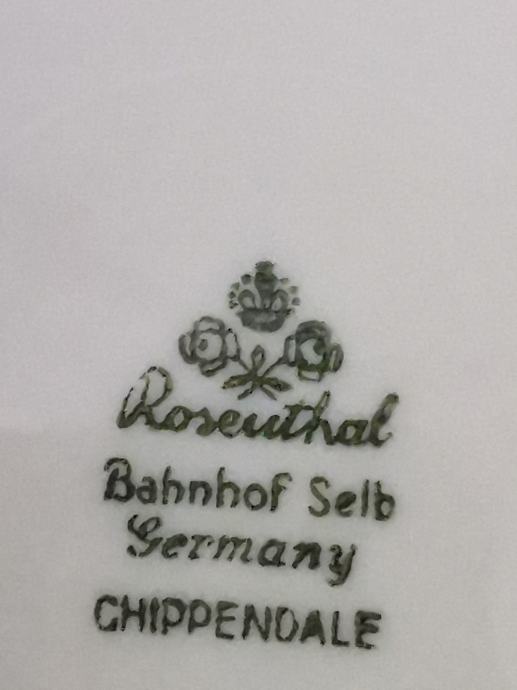 Rosenthal
Bahnhof Selb
Germany
CHIPPENDALE